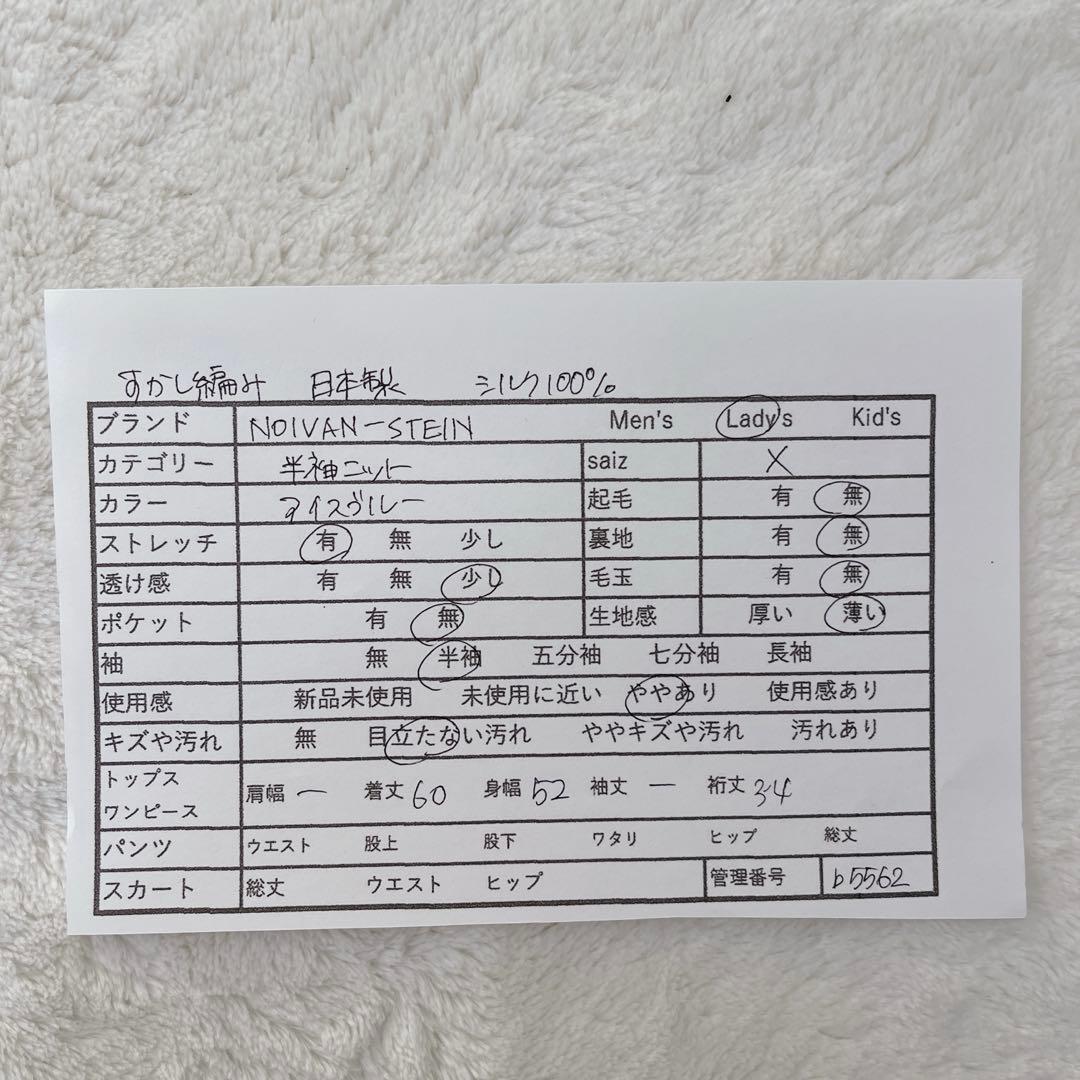 すかし編み 日本製 シルク100%
ブランド NOIVAN-STEIN Men's Lady's Kid's
カテゴリー 半袖ニット saiz X
カラー アイスブルー 起毛 有 無
ストレッチ 有 無 少し 裏地 有 無
透け感 有 無 少し 毛玉 有 無
ポケット 有 無 生地感 厚い 薄い
袖 無 半袖 五分袖 七分袖 長袖
使用感 新品未使用 未使用に近い ややあり 使用感あり
キズや汚れ 無 目立たない汚れ ややキズや汚れ 汚れあり
トップス
ワンピース 肩幅 ー 着丈 60 身幅 52 袖丈 ー 裄丈 34
パンツ ウエスト 股上 股下 ワタリ ヒップ 総丈
スカート 総丈 ウエスト ヒップ 管理番号 b5562